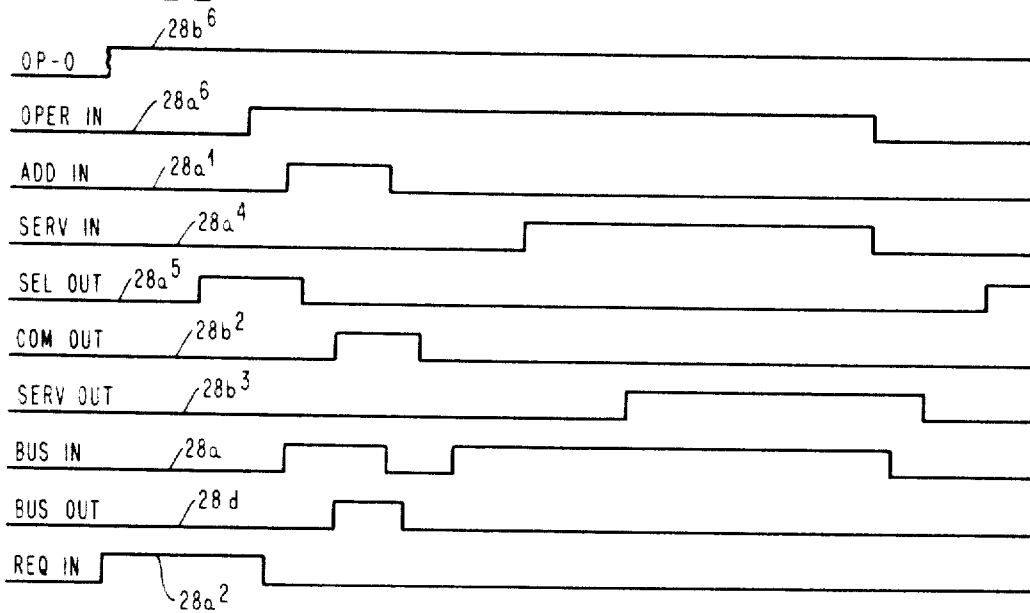 28b⁶
OP-O
OPER IN 28a⁶
ADD IN 28a¹
SERV IN 28a⁴
SEL OUT 28a⁵
COM OUT 28b²
SERV OUT 28b³
BUS IN 28a
BUS OUT 28d
REQ IN
28a²